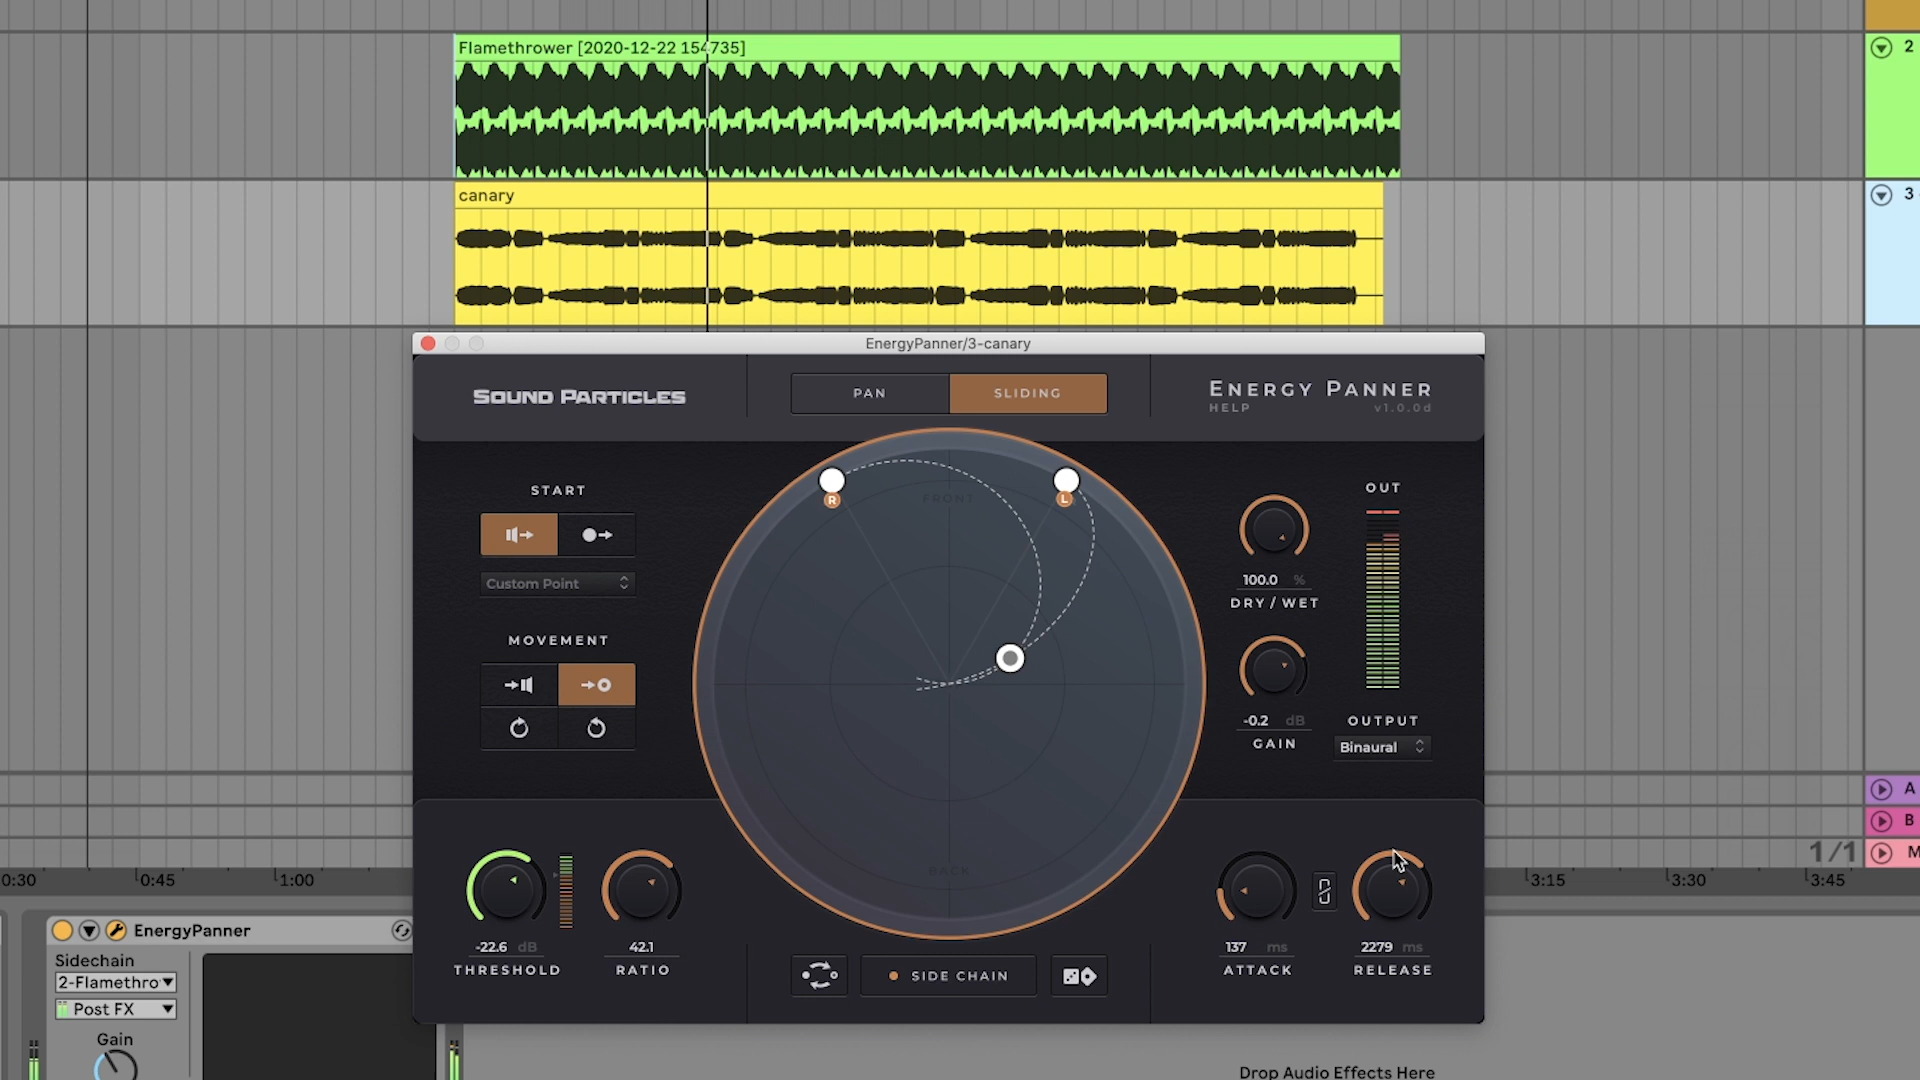 Flamethrower [2020-12-22 154735]
2
canary
3
EnergyPanner/3-canary
SOUND PARTICLES
PAN
SLIDING
ENERGY PANNER
HELP
v1.0.0d
START
Custom Point
MOVEMENT
FRONT
R
L
BACK
OUT
100.0 %
DRY / WET
-0.2 dB
GAIN
OUTPUT
Binaural
A
B
1/1
M
0:30
0:45
1:00
3:15
3:30
3:45
-22.6 dB
THRESHOLD
42.1
RATIO
SIDE CHAIN
137 ms
ATTACK
2279 ms
RELEASE
EnergyPanner
Sidechain
2-Flamethro
Post FX
Gain
Drop Audio Effects Here